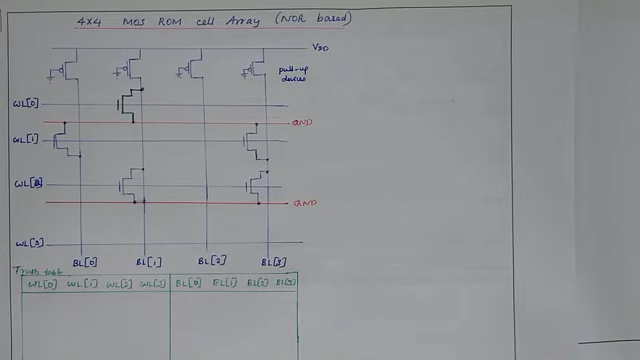 4x4 MOS ROM cell Array (NOR based)
VDD
pull-up
devices
WL[0]
GND
WL[1]
WL[2]
GND
WL[3]
BL[0] BL[1] BL[2] BL[3]
Truth table
WL[0] WL[1] WL[2] WL[3] BL[0] BL[1] BL[2] BL[3]